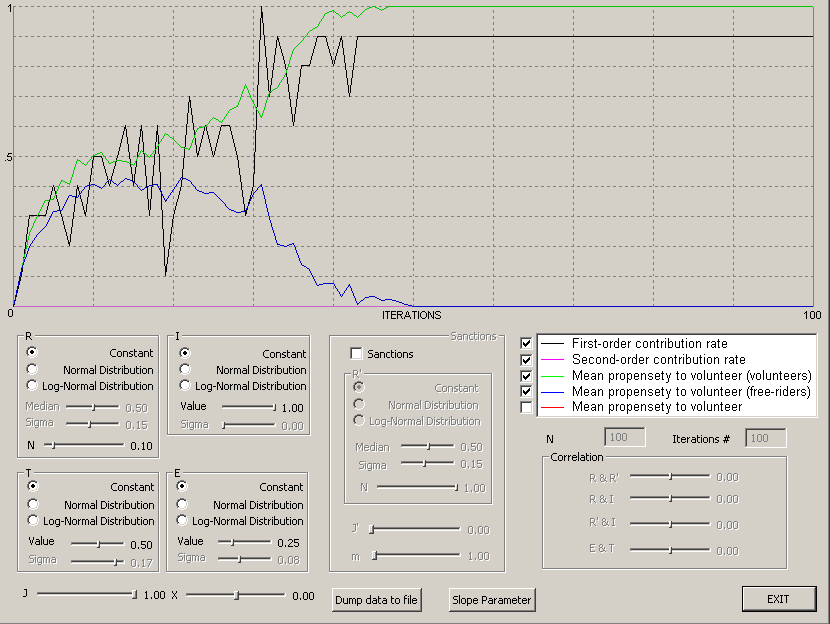 1
.5
0
ITERATIONS
100
R
Constant
Normal Distribution
Log-Normal Distribution
Median 0.50
Sigma 0.15
N 0.10
I
Constant
Normal Distribution
Log-Normal Distribution
Value 1.00
Sigma 0.00
T
Constant
Normal Distribution
Log-Normal Distribution
Value 0.50
Sigma 0.17
E
Constant
Normal Distribution
Log-Normal Distribution
Value 0.25
Sigma 0.08
J 1.00 X 0.00
Sanctions
Sanctions
R'
Constant
Normal Distribution
Log-Normal Distribution
Median 0.50
Sigma 0.15
N 1.00
J' 0.00
m 1.00
Dump data to file
Slope Parameter
First-order contribution rate
Second-order contribution rate
Mean propensety to volunteer (volunteers)
Mean propensety to volunteer (free-riders)
Mean propensety to volunteer
N 100 Iterations # 100
Correlation
R & R' 0.00
R & I 0.00
R' & I 0.00
E & T 0.00
EXIT